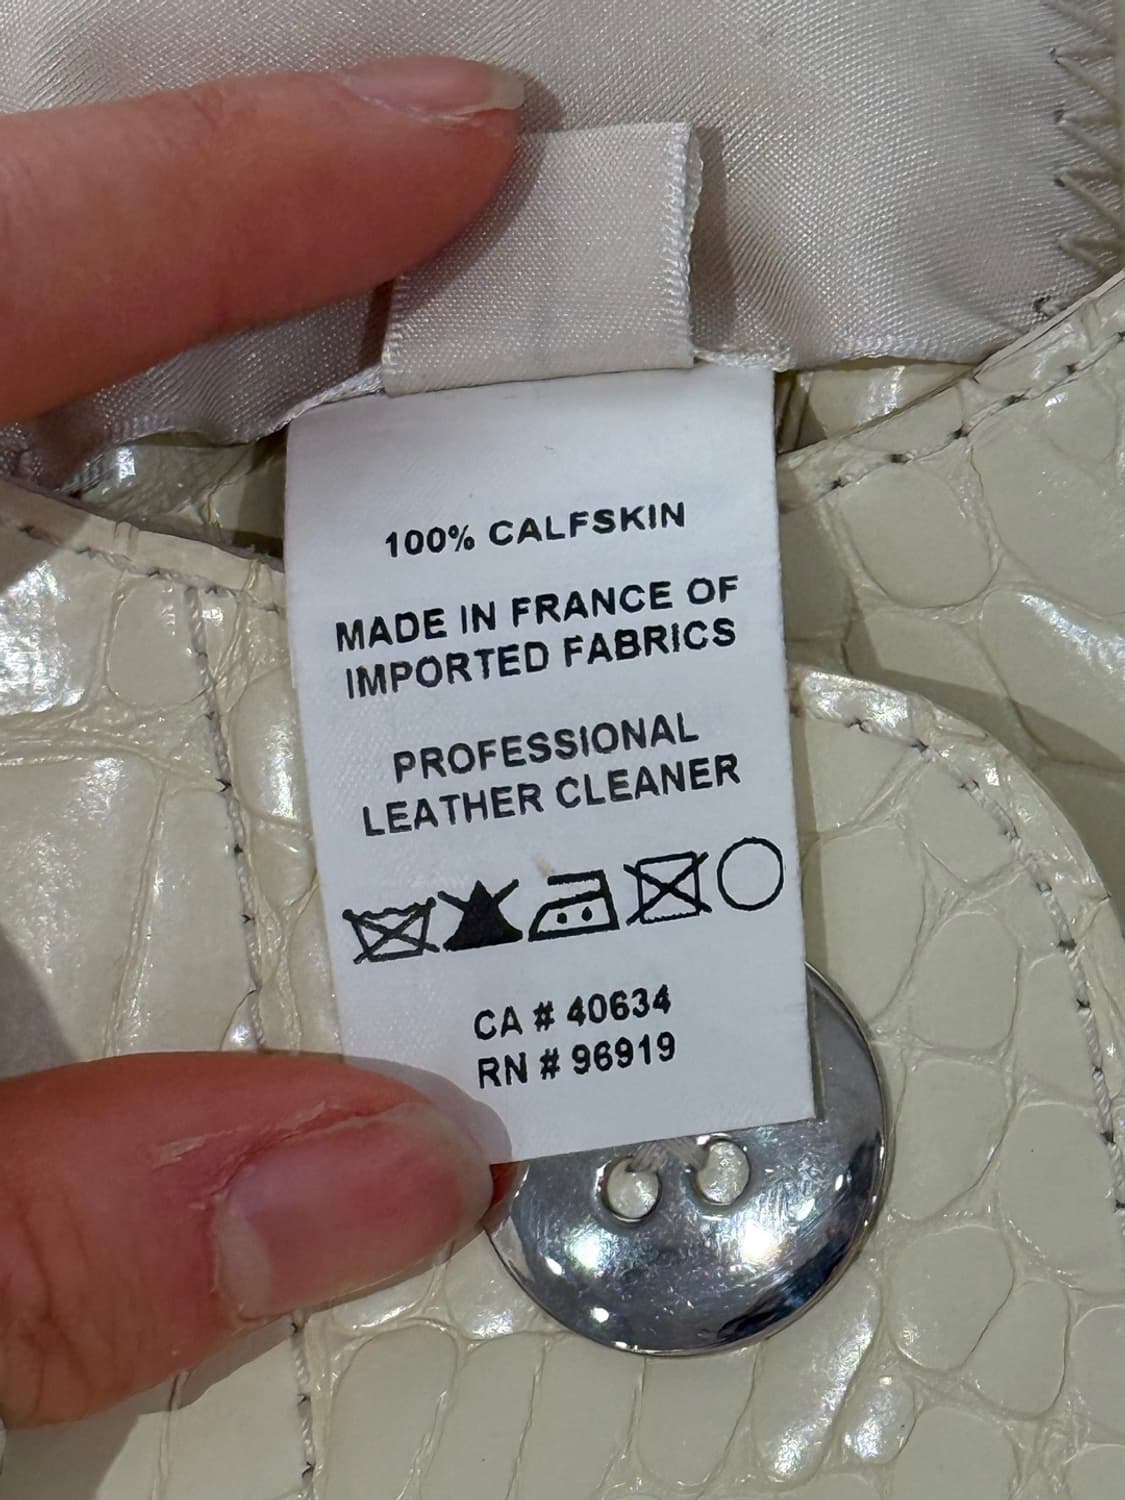 100% CALFSKIN
MADE IN FRANCE OF
IMPORTED FABRICS
PROFESSIONAL
LEATHER CLEANER
CA # 40634
RN # 96919